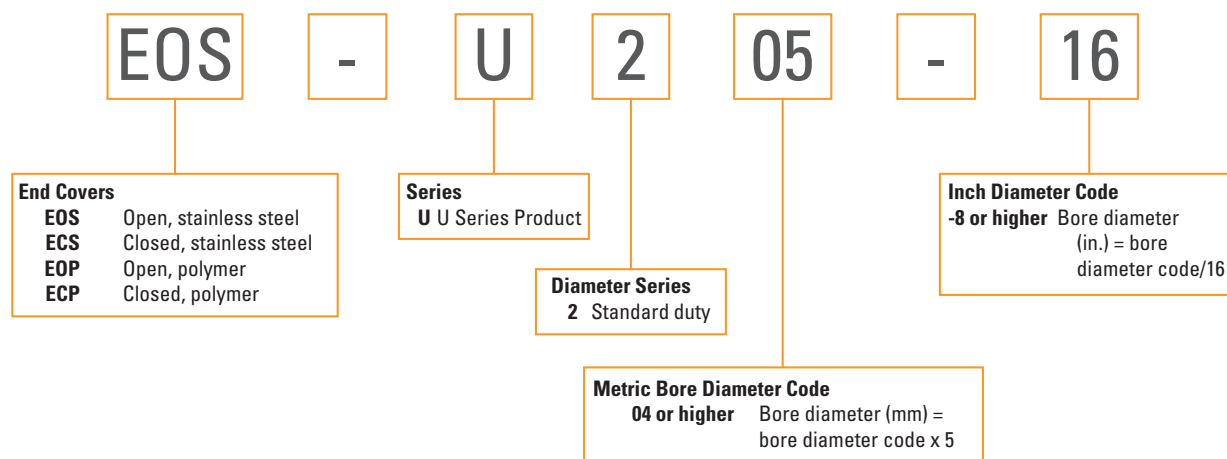 EOS - U 2 05 - 16
End Covers
EOS Open, stainless steel
ECS Closed, stainless steel
EOP Open, polymer
ECP Closed, polymer
Series
U U Series Product
Inch Diameter Code
-8 or higher Bore diameter
(in.) = bore
diameter code/16
Diameter Series
2 Standard duty
Metric Bore Diameter Code
04 or higher Bore diameter (mm) =
bore diameter code x 5